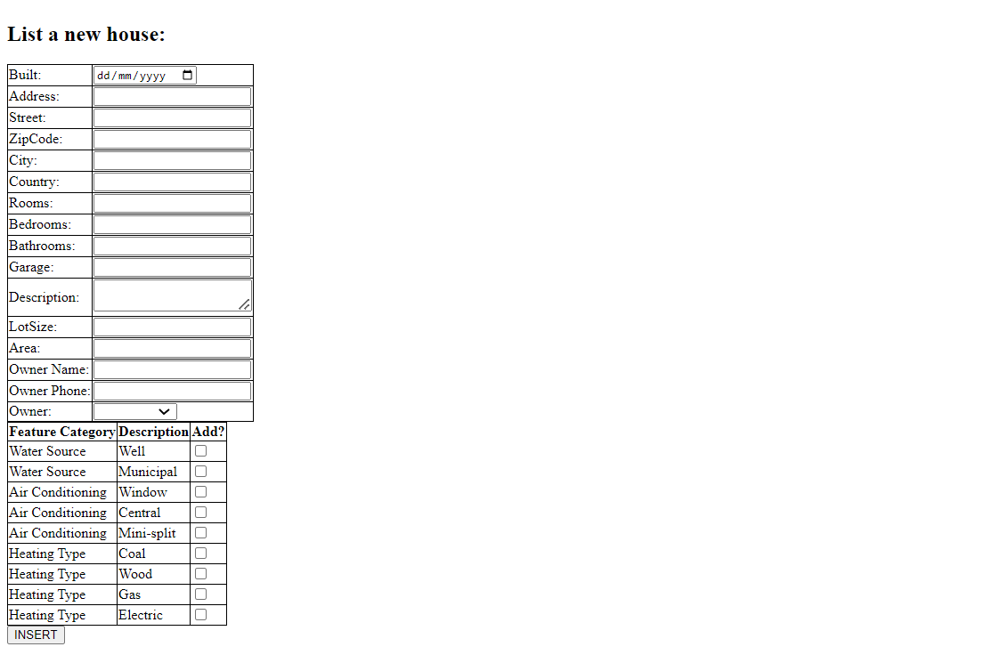 List a new house:
Built: dd/mm/yyyy
Address:
Street:
ZipCode:
City:
Country:
Rooms:
Bedrooms:
Bathrooms:
Garage:
Description:
LotSize:
Area:
Owner Name:
Owner Phone:
Owner:
Feature Category Description Add?
Water Source Well
Water Source Municipal
Air Conditioning Window
Air Conditioning Central
Air Conditioning Mini-split
Heating Type Coal
Heating Type Wood
Heating Type Gas
Heating Type Electric
INSERT